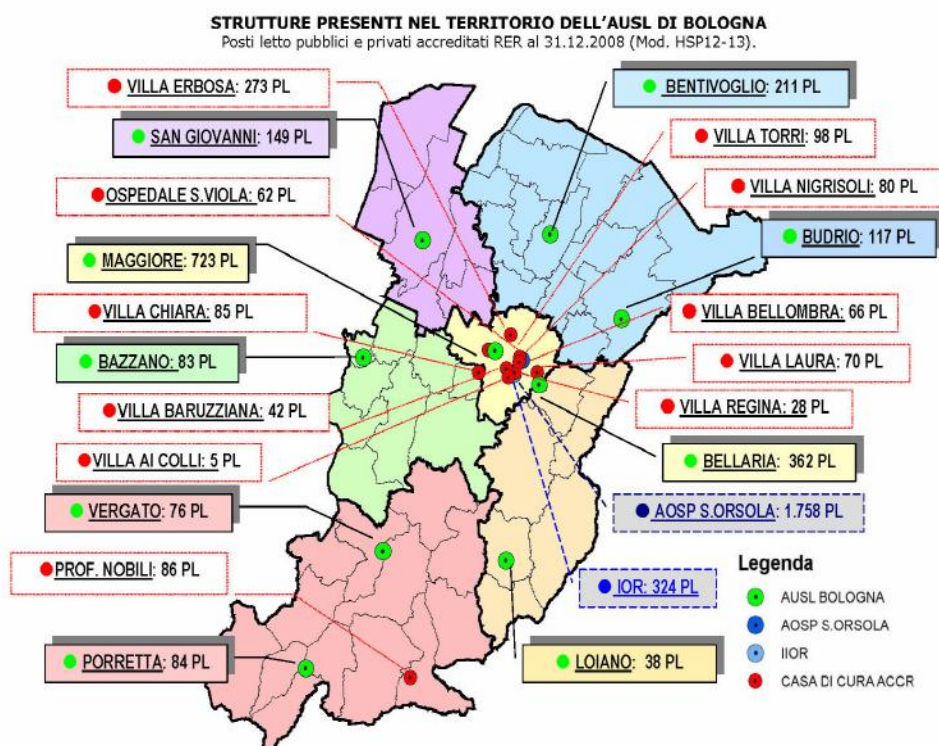 STRUTTURE PRESENTI NEL TERRITORIO DELL'AUSL DI BOLOGNA
Posti letto pubblici e privati accreditati RER al 31.12.2008 (Mod. HSP12-13).
VILLA ERBOSA: 273 PL
BENTIVOGLIO: 211 PL
SAN GIOVANNI: 149 PL
VILLA TORRI: 98 PL
OSPEDALE S.VIOLA: 62 PL
VILLA NIGRISOLI: 80 PL
MAGGIORE: 723 PL
BUDRIO: 117 PL
VILLA CHIARA: 85 PL
VILLA BELLOMBRA: 66 PL
BAZZANO: 83 PL
VILLA LAURA: 70 PL
VILLA BARUZZIANA: 42 PL
VILLA REGINA: 28 PL
VILLA AI COLLI: 5 PL
BELLARIA: 362 PL
VERGATO: 76 PL
AOSP S.ORSOLA: 1.758 PL
PROF. NOBILI: 86 PL
IOR: 324 PL
PORRETTA: 84 PL
LOIANO: 38 PL
Legenda
AUSL BOLOGNA
AOSP S.ORSOLA
IIOR
CASA DI CURA ACCR